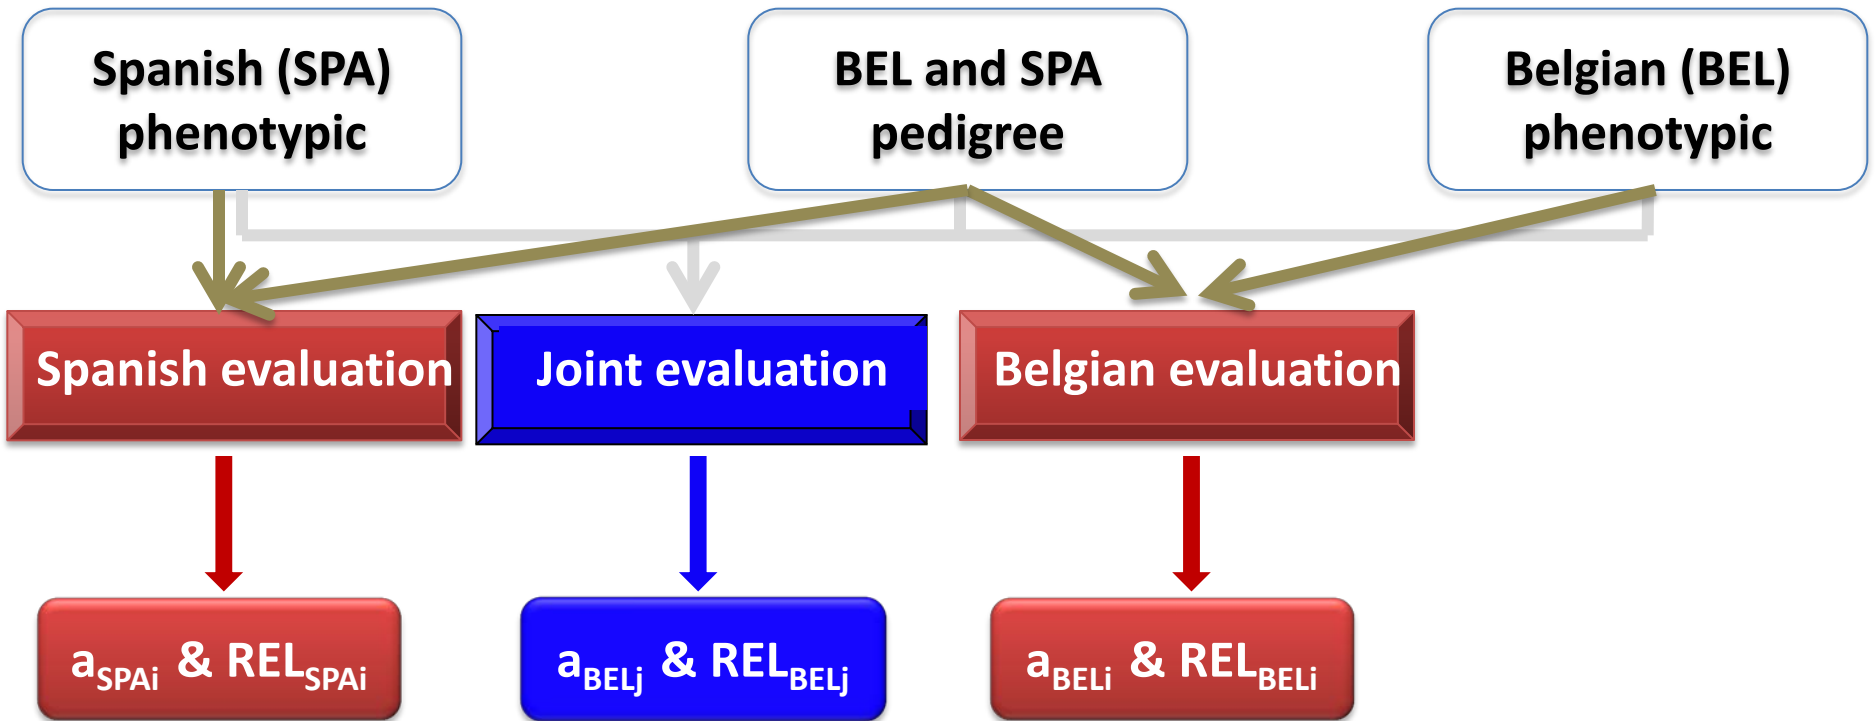 Spanish (SPA)
phenotypic
BEL and SPA
pedigree
Belgian (BEL)
phenotypic
Spanish evaluation
Joint evaluation
Belgian evaluation
aSPAi & RELSPAi
aBELj & RELBELj
aBELi & RELBELi